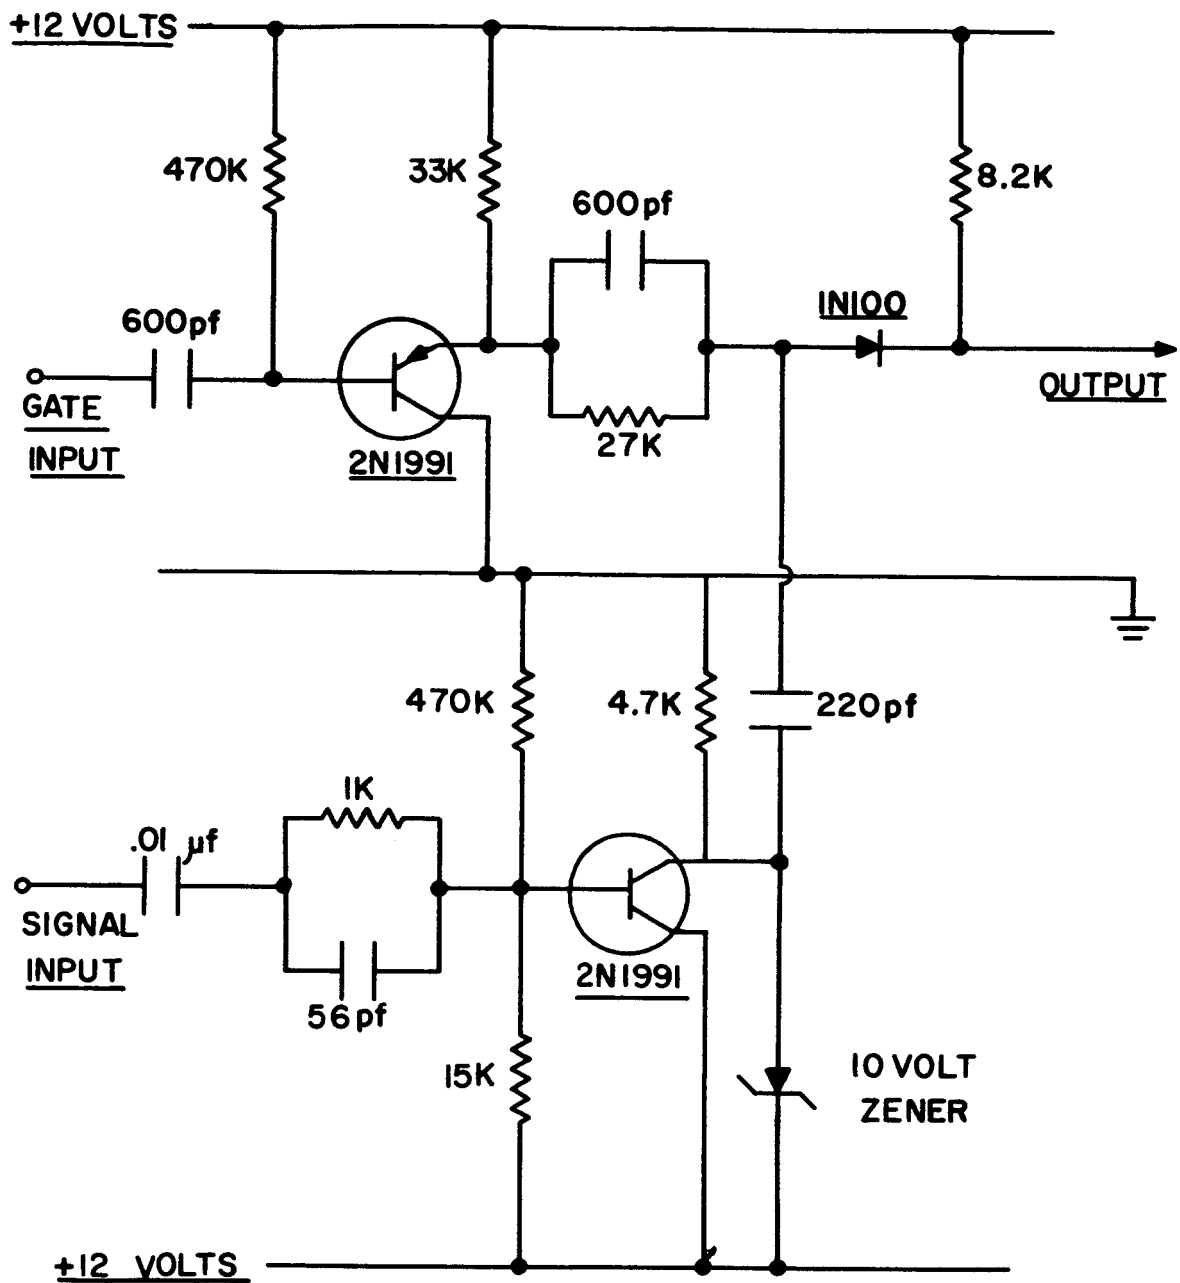 +12 VOLTS
470K
33K
8.2K
600pf
1N100
600pf
OUTPUT
GATE
INPUT
27K
2N1991
470K
4.7K
220pf
1K
.01 µf
SIGNAL
INPUT
2N1991
56pf
15K
10 VOLT
ZENER
+12 VOLTS